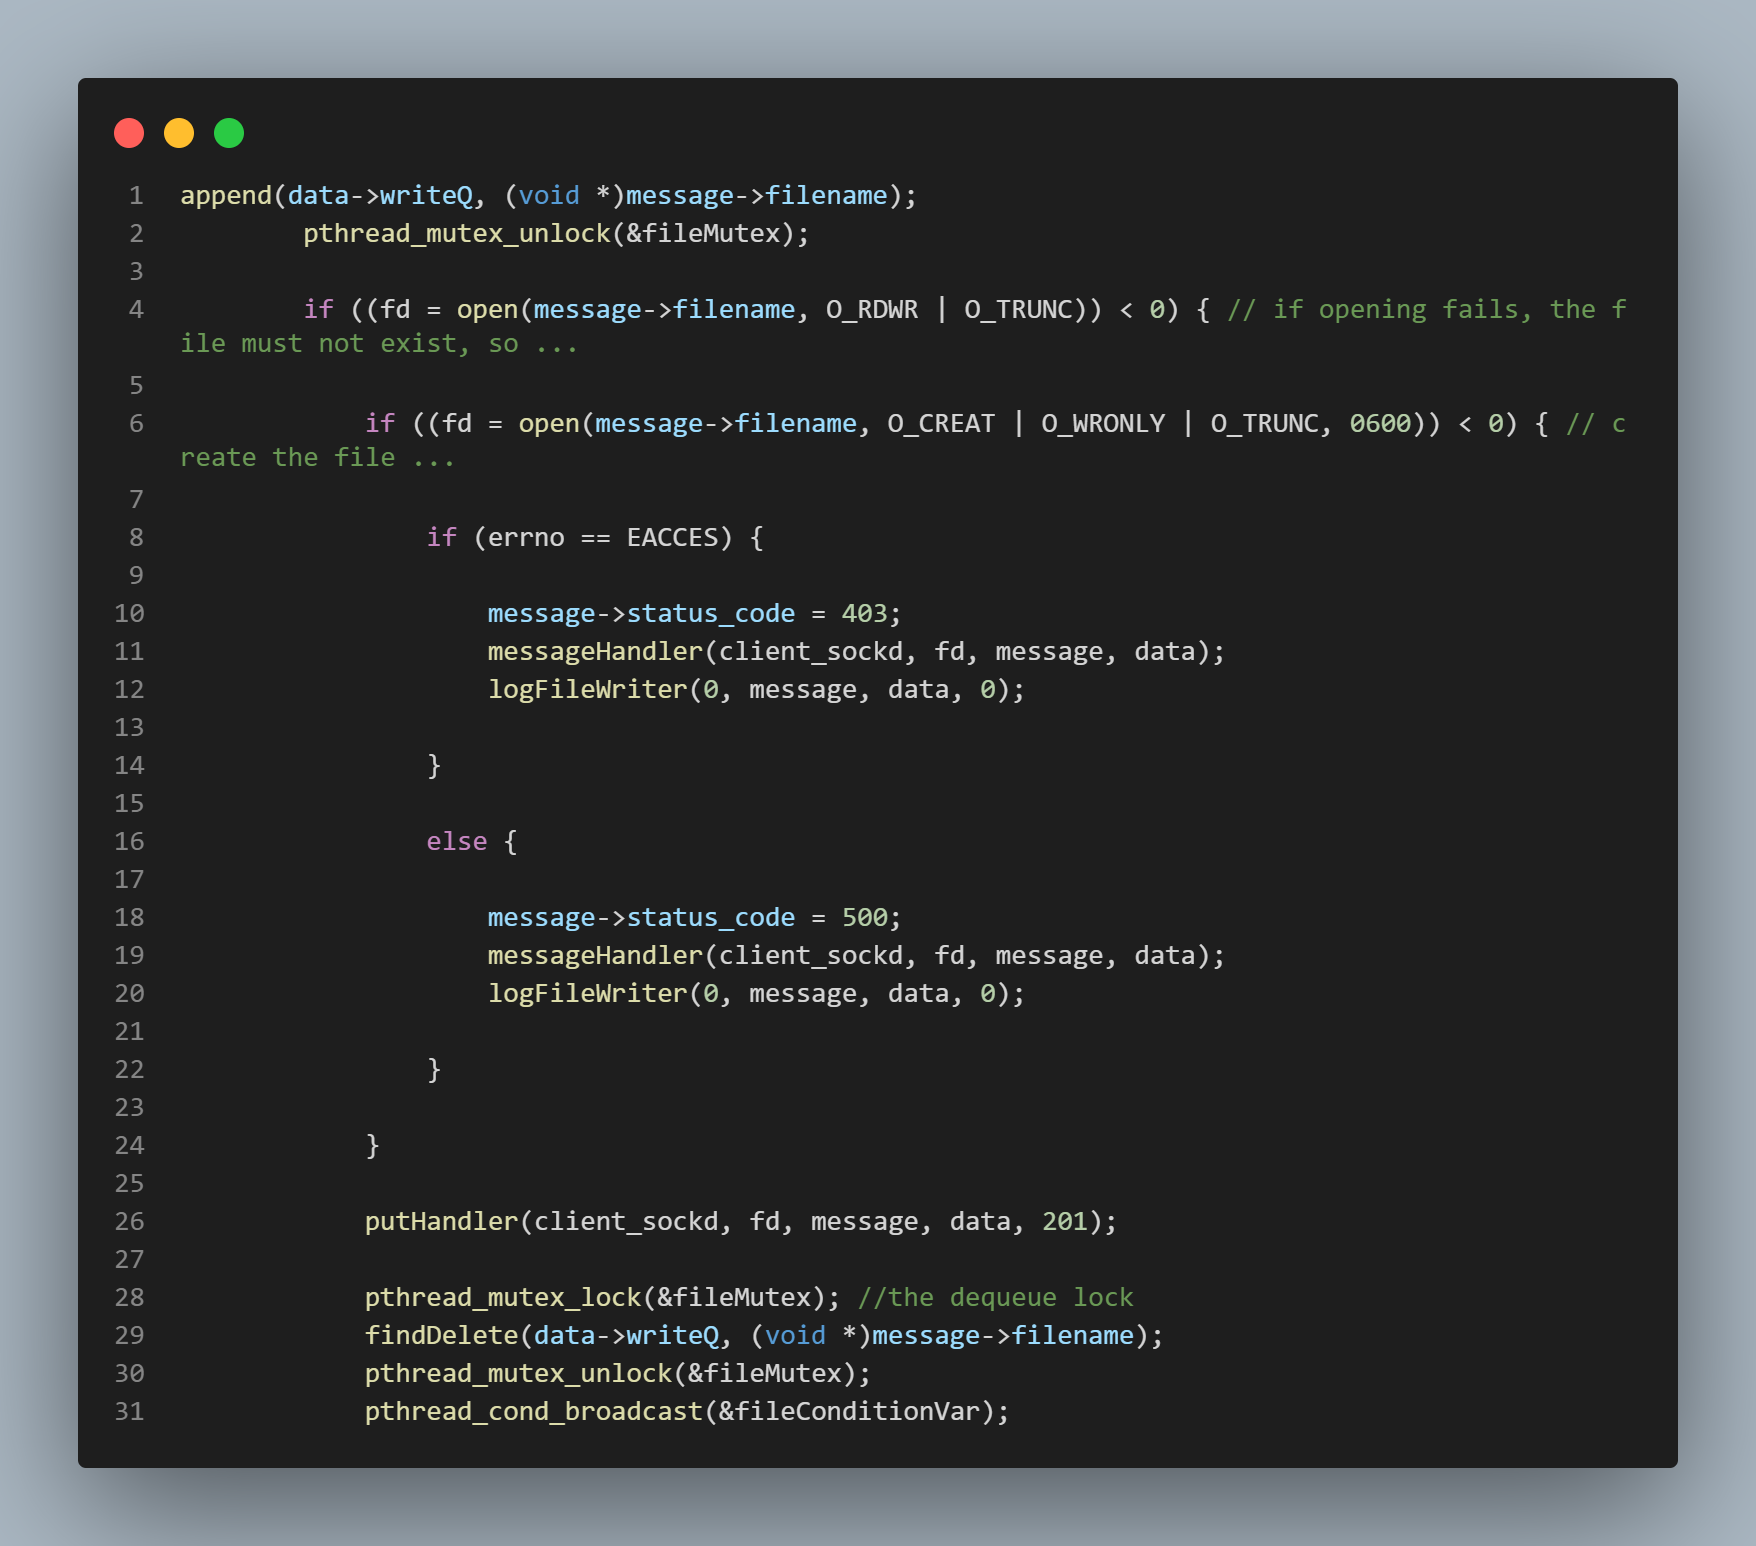 1 append(data->writeQ, (void *)message->filename);
2         pthread_mutex_unlock(&fileMutex);
3
4         if ((fd = open(message->filename, O_RDWR | O_TRUNC)) < 0) { // if opening fails, the f
ile must not exist, so ...
5
6             if ((fd = open(message->filename, O_CREAT | O_WRONLY | O_TRUNC, 0600)) < 0) { // c
reate the file ...
7
8                 if (errno == EACCES) {
9
10                     message->status_code = 403;
11                     messageHandler(client_sockd, fd, message, data);
12                     logFileWriter(0, message, data, 0);
13
14                 }
15
16                 else {
17
18                     message->status_code = 500;
19                     messageHandler(client_sockd, fd, message, data);
20                     logFileWriter(0, message, data, 0);
21
22                 }
23
24             }
25
26             putHandler(client_sockd, fd, message, data, 201);
27
28             pthread_mutex_lock(&fileMutex); //the dequeue lock
29             findDelete(data->writeQ, (void *)message->filename);
30             pthread_mutex_unlock(&fileMutex);
31             pthread_cond_broadcast(&fileConditionVar);